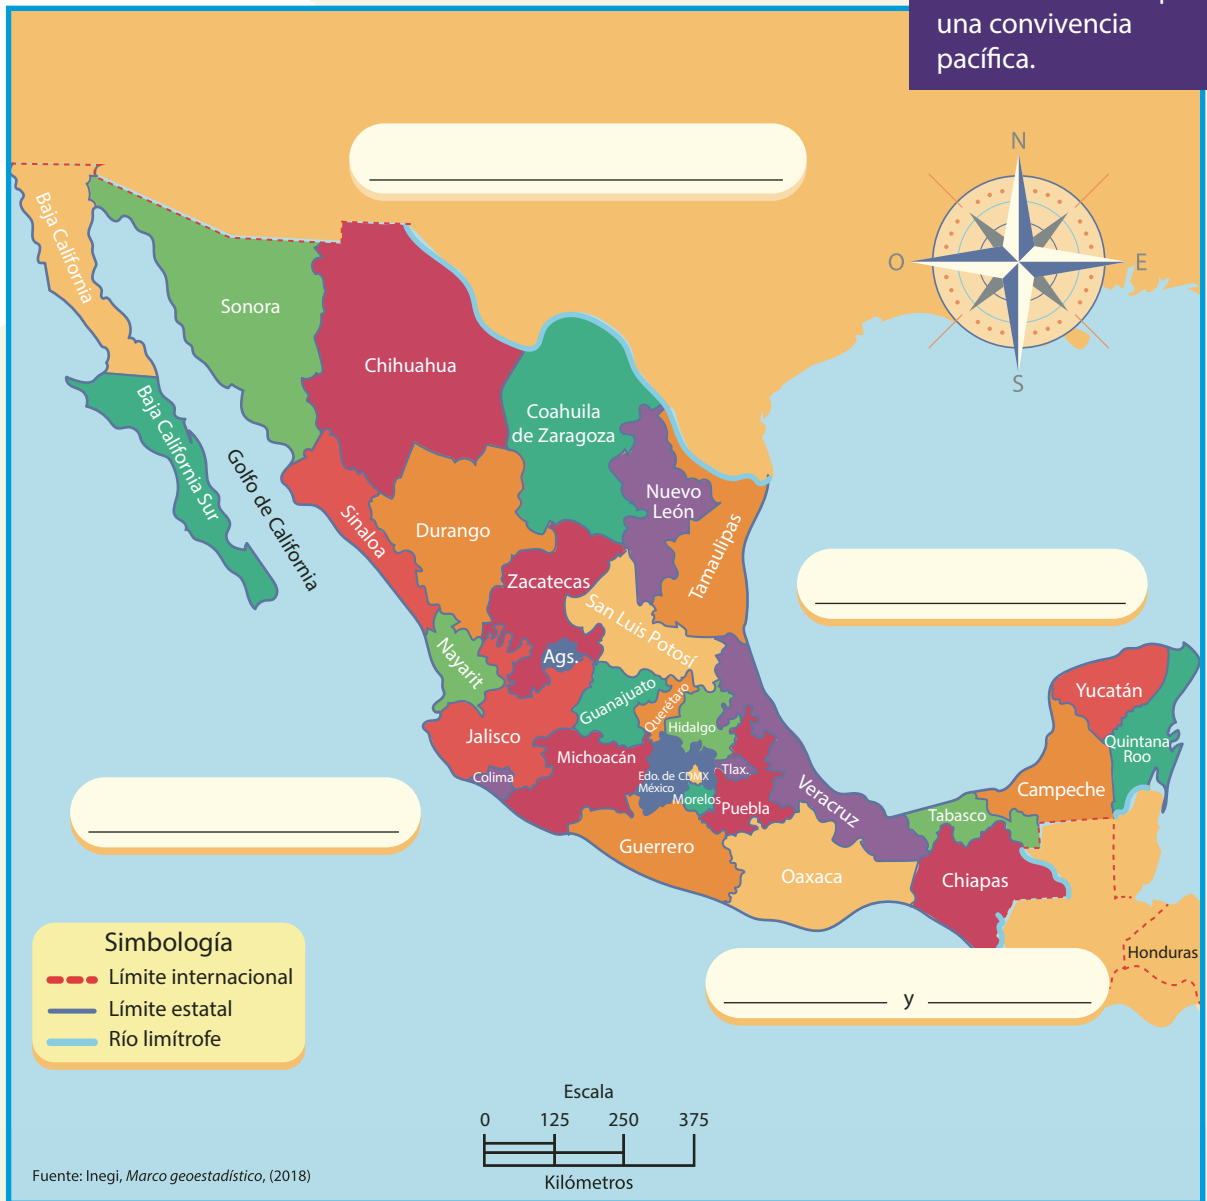 una convivencia
pacífica.
N
O
E
S
Baja California
Sonora
Chihuahua
Coahuila
de Zaragoza
Baja California Sur
Golfo de California
Nuevo
León
Sinaloa
Durango
Tamaulipas
Zacatecas
San Luis Potosí
Nayarit
Ags.
Guanajuato
Querétaro
Hidalgo
Yucatán
Jalisco
Quintana
Roo
Michoacán
Colima
Edo. de
México
CDMX
Tlax.
Campeche
Morelos
Puebla
Veracruz
Tabasco
Guerrero
Oaxaca
Chiapas
Honduras
y
Simbología
Límite internacional
Límite estatal
Río limítrofe
Escala
0 125 250 375
Kilómetros
Fuente: Inegi, Marco geoestadístico, (2018)